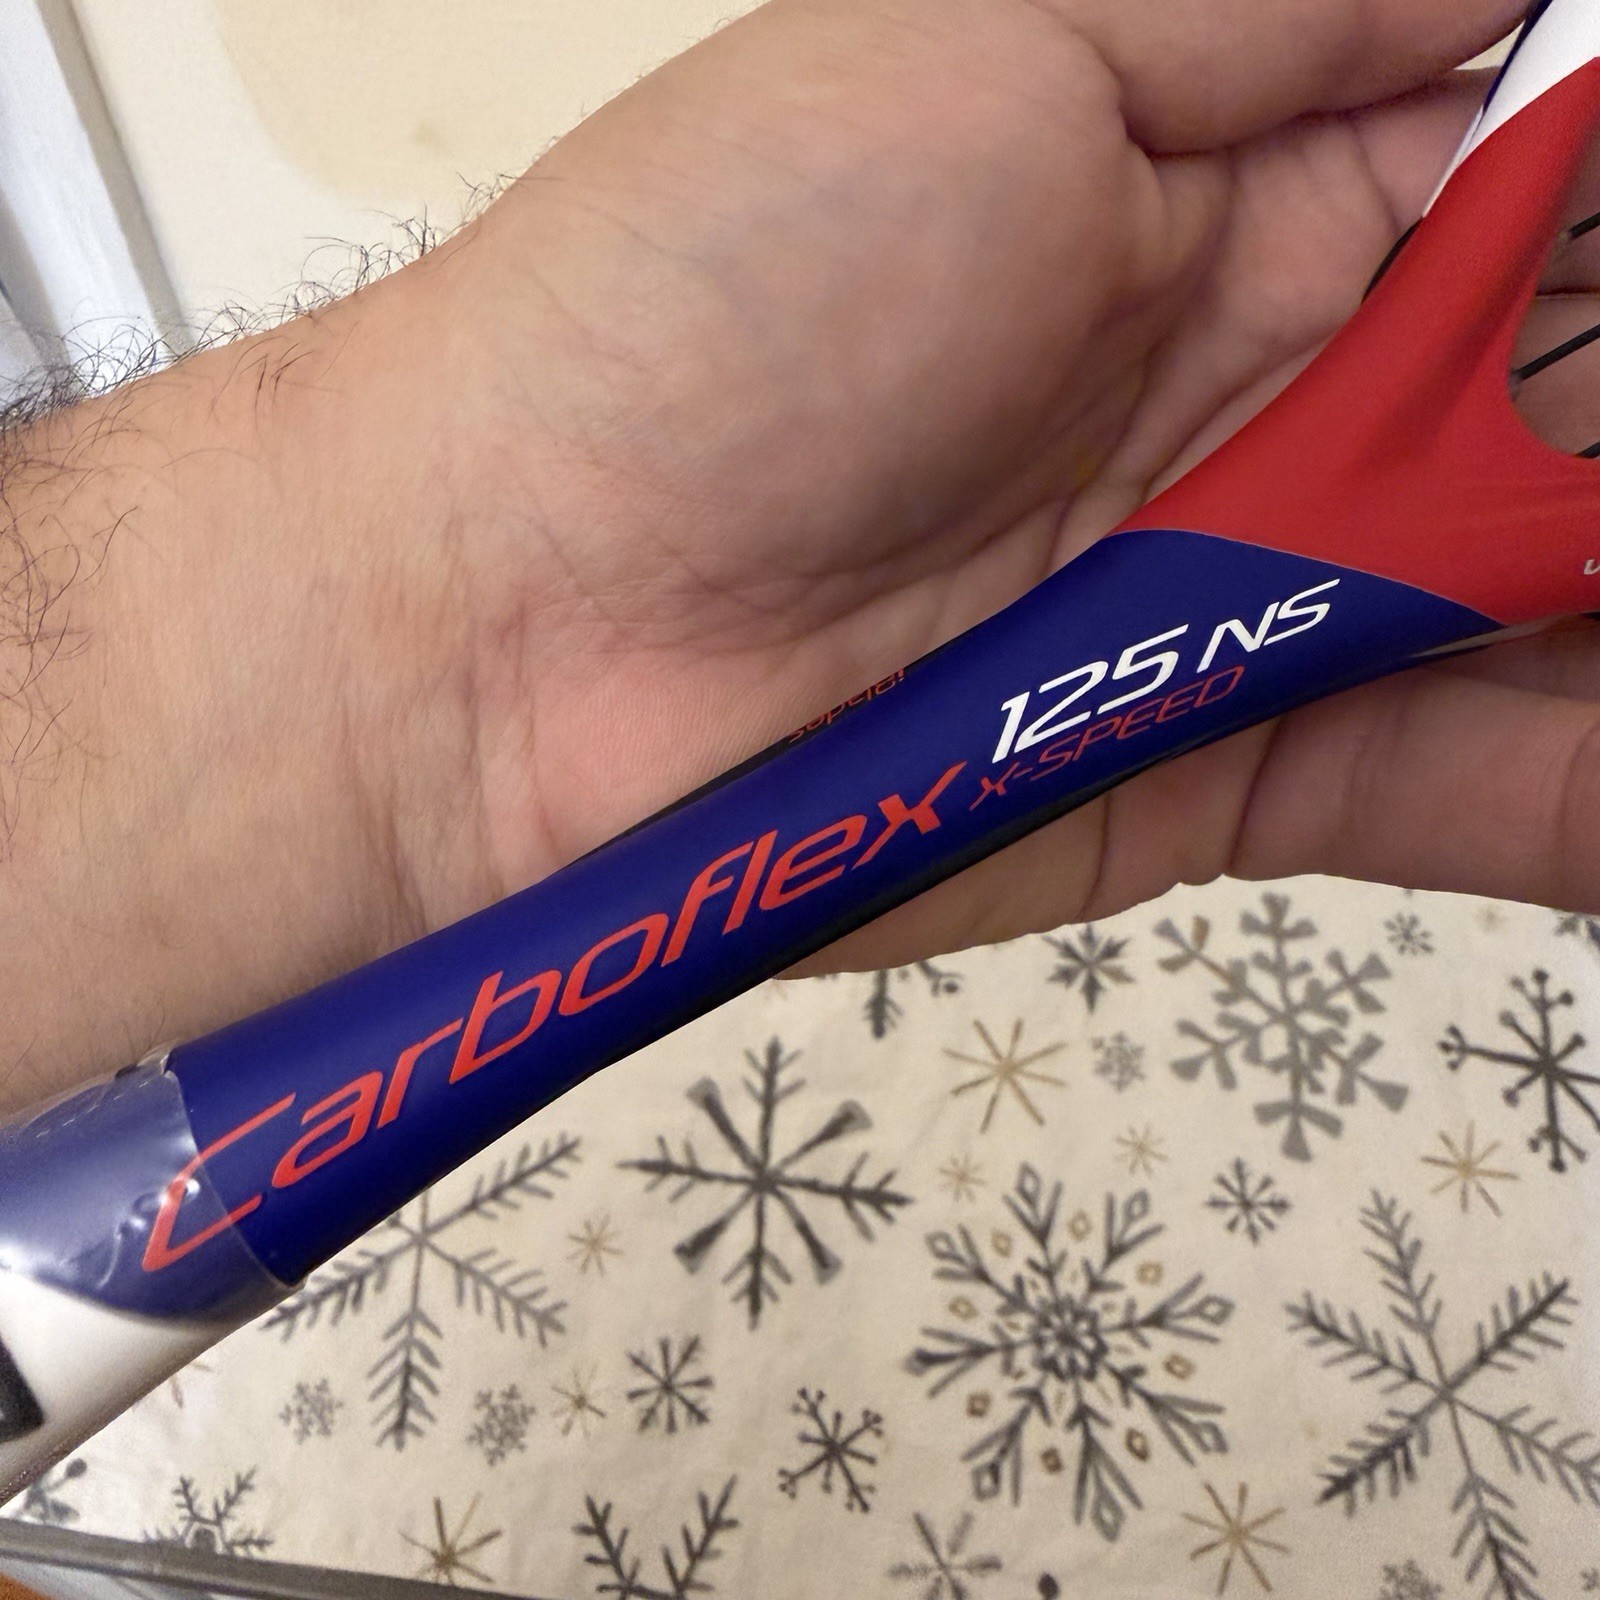 Carboflex
125 NS
X-SPEED